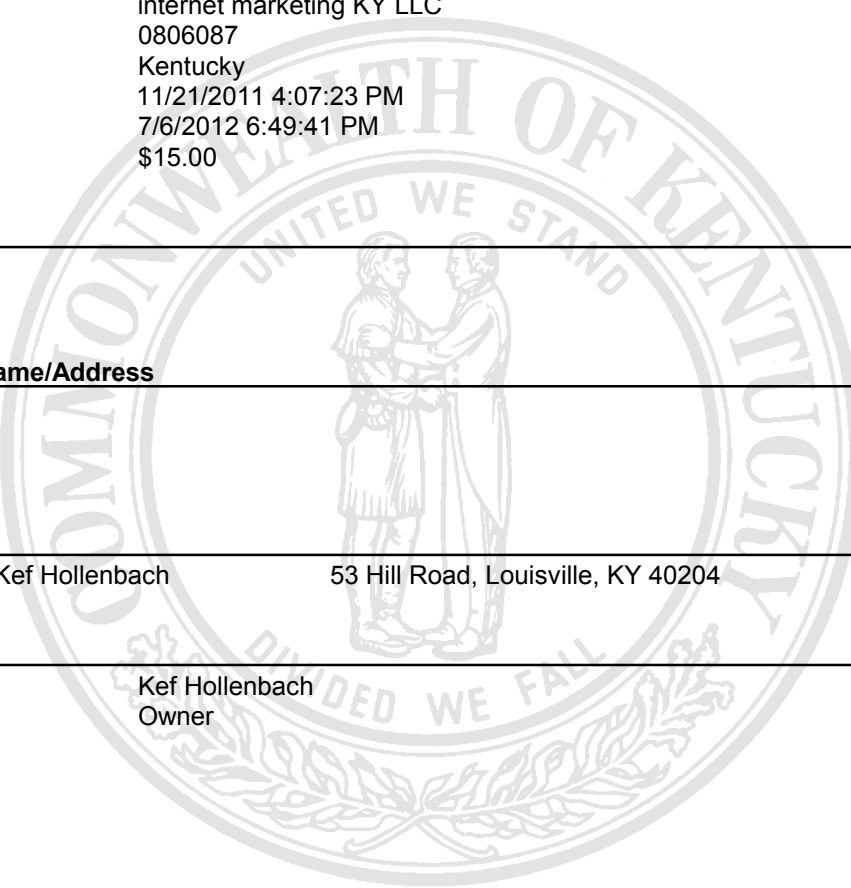 internet marketing KY LLC
0806087
Kentucky
11/21/2011 4:07:23 PM
7/6/2012 6:49:41 PM
$15.00
COMMONWEALTH OF KENTUCKY
UNITED WE STAND
ame/Address
Kef Hollenbach 53 Hill Road, Louisville, KY 40204
DIVIDED WE FALL
Kef Hollenbach
Owner